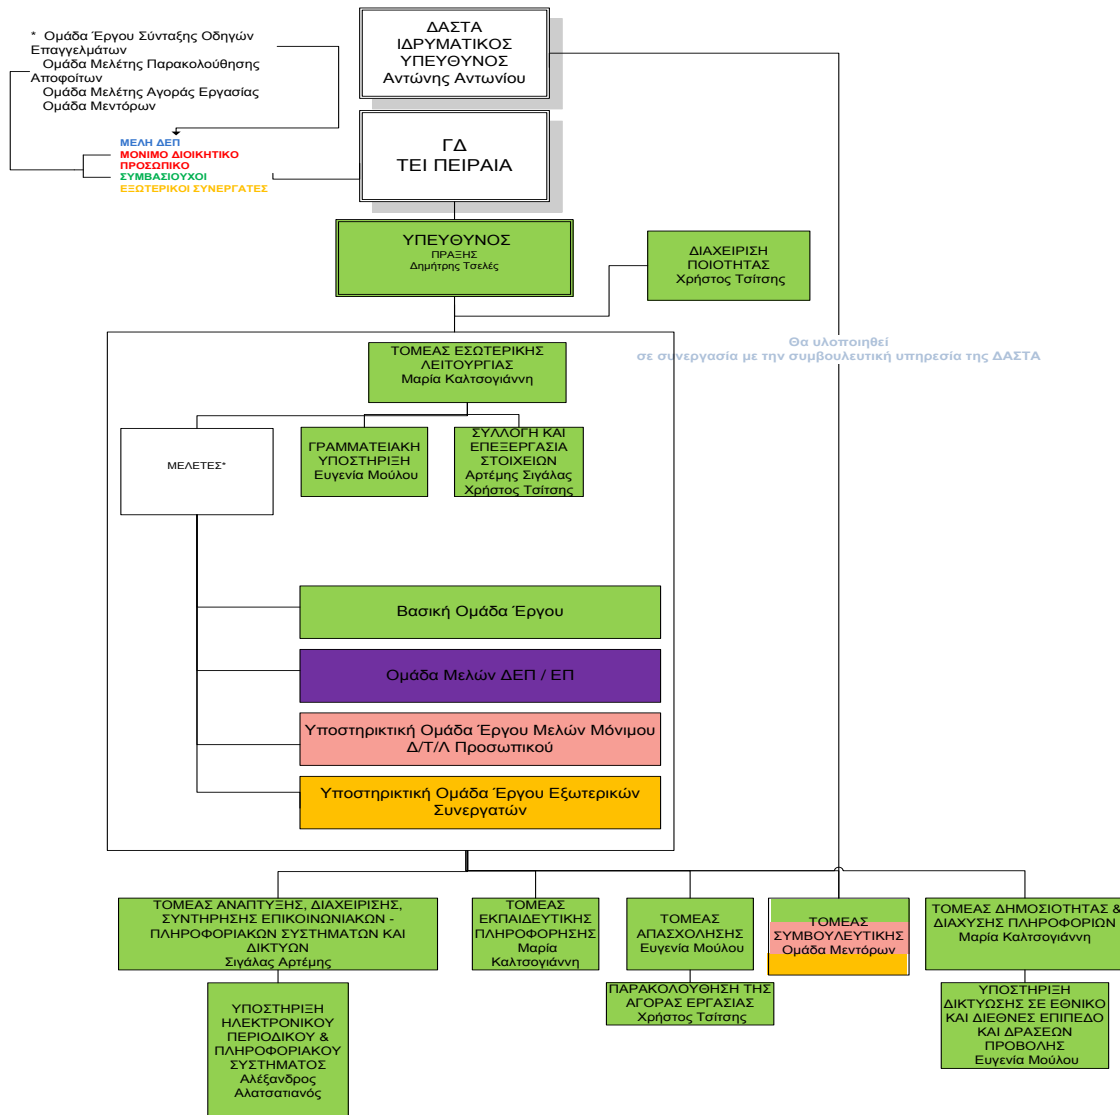 * Ομάδα Έργου Σύνταξης Οδηγών
Επαγγελμάτων
Ομάδα Μελέτης Παρακολούθησης
Αποφοίτων
Ομάδα Μελέτης Αγοράς Εργασίας
Ομάδα Μεντόρων
ΜΕΛΗ ΔΕΠ
ΜΟΝΙΜΟ ΔΙΟΙΚΗΤΙΚΟ
ΠΡΟΣΩΠΙΚΟ
ΣΥΜΒΑΣΙΟΥΧΟΙ
ΕΞΩΤΕΡΙΚΟΙ ΣΥΝΕΡΓΑΤΕΣ
ΔΑΣΤΑ
ΙΔΡΥΜΑΤΙΚΟΣ
ΥΠΕΥΘΥΝΟΣ
Αντώνης Αντωνίου
ΓΔ
ΤΕΙ ΠΕΙΡΑΙΑ
ΥΠΕΥΘΥΝΟΣ
ΠΡΑΞΗΣ
Δημήτρης Τσελές
ΔΙΑΧΕΙΡΙΣΗ
ΠΟΙΟΤΗΤΑΣ
Χρήστος Τσίτσης
Θα υλοποιηθεί
σε συνεργασία με την συμβουλευτική υπηρεσία της ΔΑΣΤΑ
ΤΟΜΕΑΣ ΕΣΩΤΕΡΙΚΗΣ
ΛΕΙΤΟΥΡΓΙΑΣ
Μαρία Καλτσογιάννη
ΜΕΛΕΤΕΣ*
ΓΡΑΜΜΑΤΕΙΑΚΗ
ΥΠΟΣΤΗΡΙΞΗ
Ευγενία Μούλου
ΣΥΛΛΟΓΗ ΚΑΙ
ΕΠΕΞΕΡΓΑΣΙΑ
ΣΤΟΙΧΕΙΩΝ
Αρτέμης Σιγάλας
Χρήστος Τσίτσης
Βασική Ομάδα Έργου
Ομάδα Μελών ΔΕΠ / ΕΠ
Υποστηρικτική Ομάδα Έργου Μελών Μόνιμου
Δ/Τ/Λ Προσωπικού
Υποστηρικτική Ομάδα Έργου Εξωτερικών
Συνεργατών
ΤΟΜΕΑΣ ΑΝΑΠΤΥΞΗΣ, ΔΙΑΧΕΙΡΙΣΗΣ,
ΣΥΝΤΗΡΗΣΗΣ ΕΠΙΚΟΙΝΩΝΙΑΚΩΝ -
ΠΛΗΡΟΦΟΡΙΑΚΩΝ ΣΥΣΤΗΜΑΤΩΝ ΚΑΙ
ΔΙΚΤΥΩΝ
Σιγάλας Αρτέμης
ΤΟΜΕΑΣ
ΕΚΠΑΙΔΕΥΤΙΚΗΣ
ΠΛΗΡΟΦΟΡΗΣΗΣ
Μαρία
Καλτσογιάννη
ΤΟΜΕΑΣ
ΑΠΑΣΧΟΛΗΣΗΣ
Ευγενία Μούλου
ΤΟΜΕΑΣ
ΣΥΜΒΟΥΛΕΥΤΙΚΗΣ
Ομάδα Μεντόρων
ΤΟΜΕΑΣ ΔΗΜΟΣΙΟΤΗΤΑΣ &
ΔΙΑΧΥΣΗΣ ΠΛΗΡΟΦΟΡΙΩΝ
Μαρία Καλτσογιάννη
ΥΠΟΣΤΗΡΙΞΗ
ΗΛΕΚΤΡΟΝΙΚΟΥ
ΠΕΡΙΟΔΙΚΟΥ &
ΠΛΗΡΟΦΟΡΙΑΚΟΥ
ΣΥΣΤΗΜΑΤΟΣ
Αλέξανδρος
Αλατσατιανός
ΠΑΡΑΚΟΛΟΥΘΗΣΗ ΤΗΣ
ΑΓΟΡΑΣ ΕΡΓΑΣΙΑΣ
Χρήστος Τσίτσης
ΥΠΟΣΤΗΡΙΞΗ
ΔΙΚΤΥΩΣΗΣ ΣΕ ΕΘΝΙΚΟ
ΚΑΙ ΔΙΕΘΝΕΣ ΕΠΙΠΕΔΟ
ΚΑΙ ΔΡΑΣΕΩΝ
ΠΡΟΒΟΛΗΣ
Ευγενία Μούλου